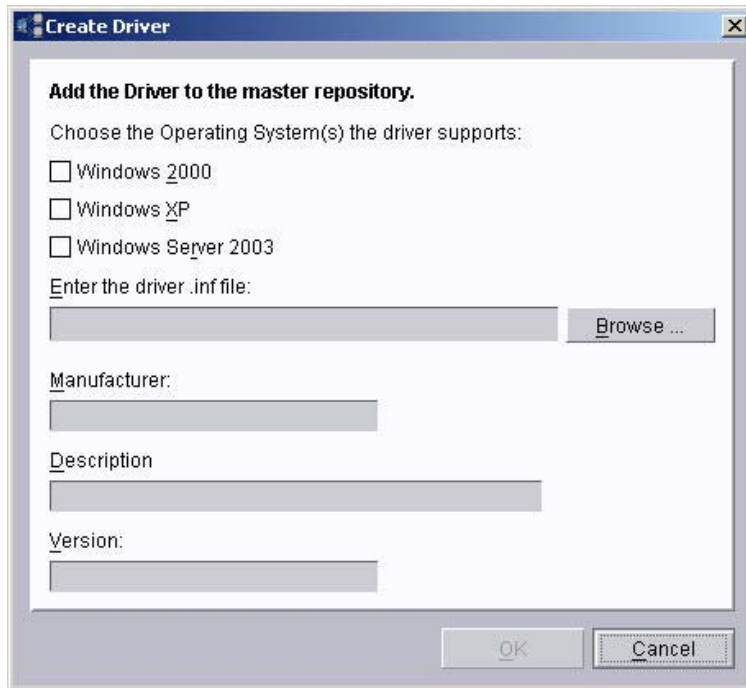 Create Driver
Add the Driver to the master repository.
Choose the Operating System(s) the driver supports:
Windows 2000
Windows XP
Windows Server 2003
Enter the driver .inf file:
Browse ...
Manufacturer:
Description
Version:
OK
Cancel